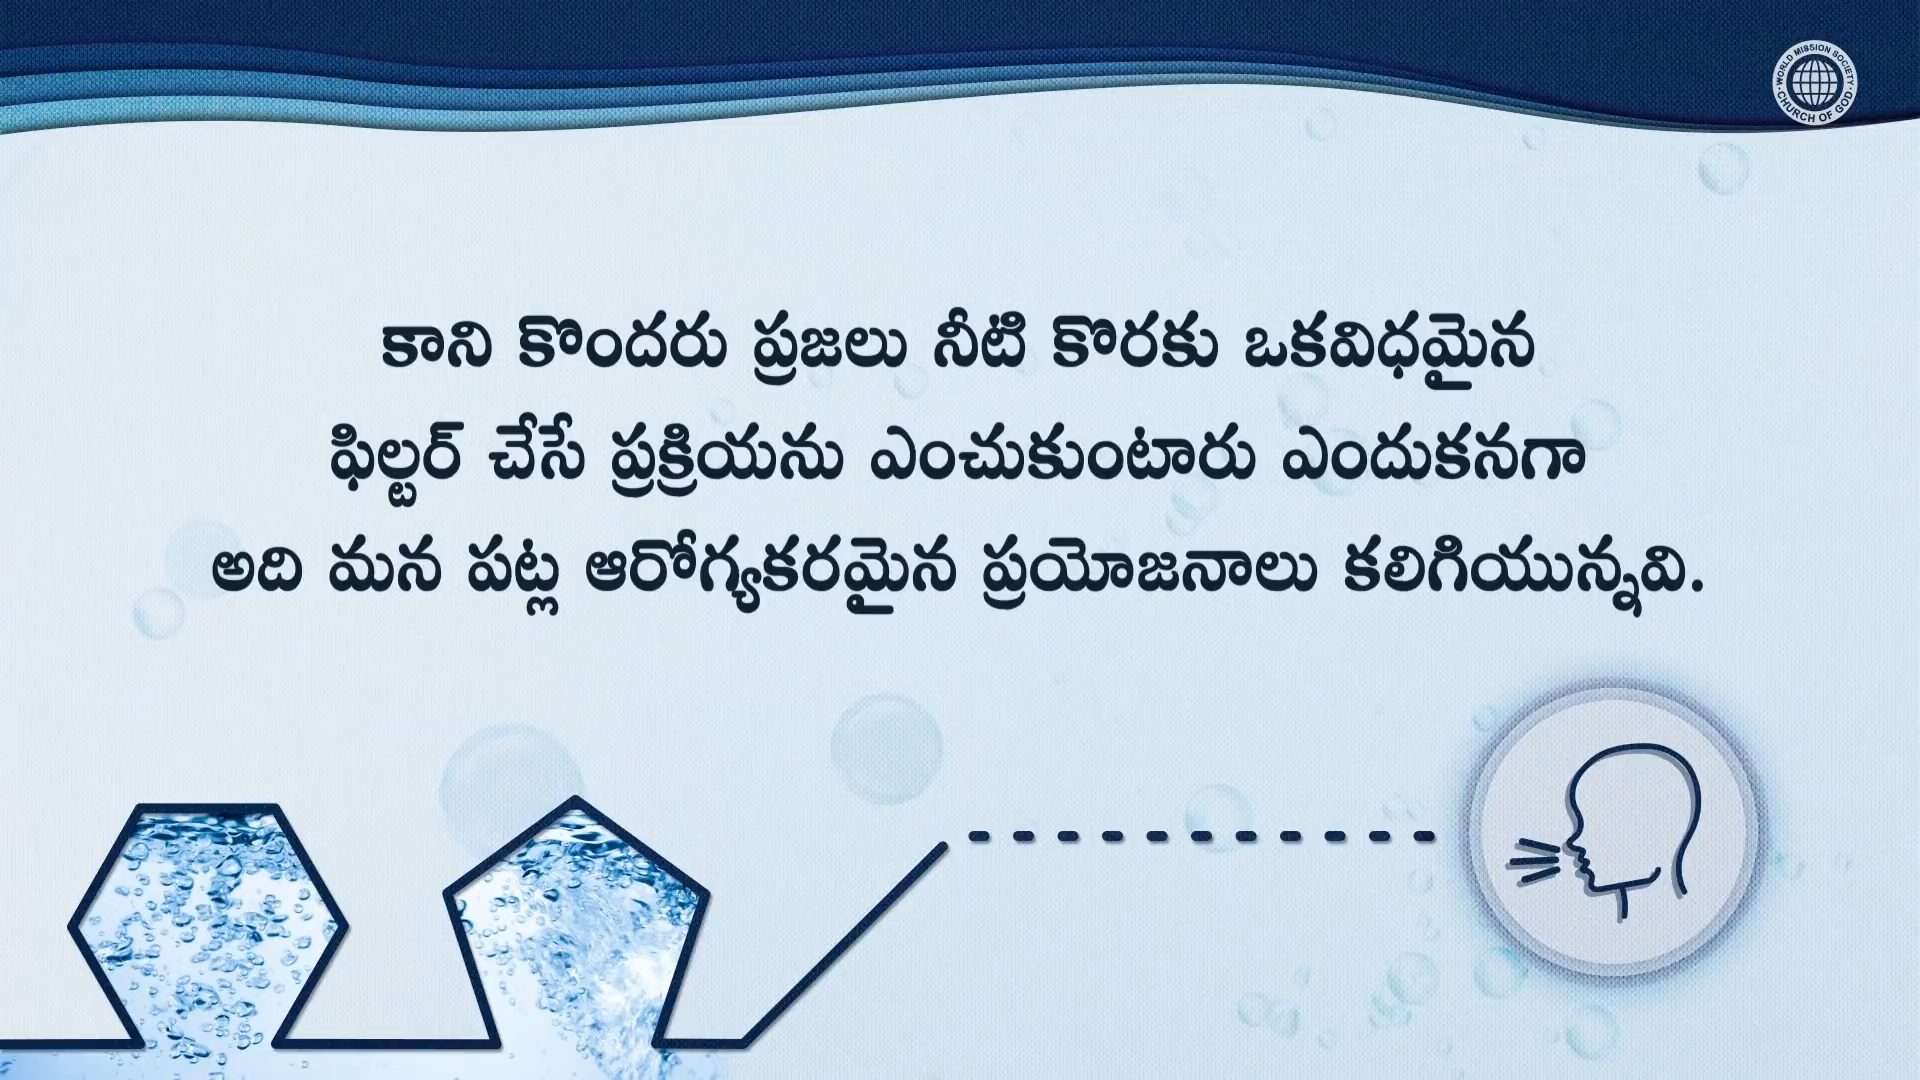 WORLD MISSION SOCIETY
CHURCH OF GOD
కాని కొందరు ప్రజలు నీటి కొరకు ఒకవిధమైన
ఫిల్టర్ చేసే ప్రక్రియను ఎంచుకుంటారు ఎందుకనగా
అది మన పట్ల ఆరోగ్యకరమైన ప్రయోజనాలు కలిగియున్నవి.